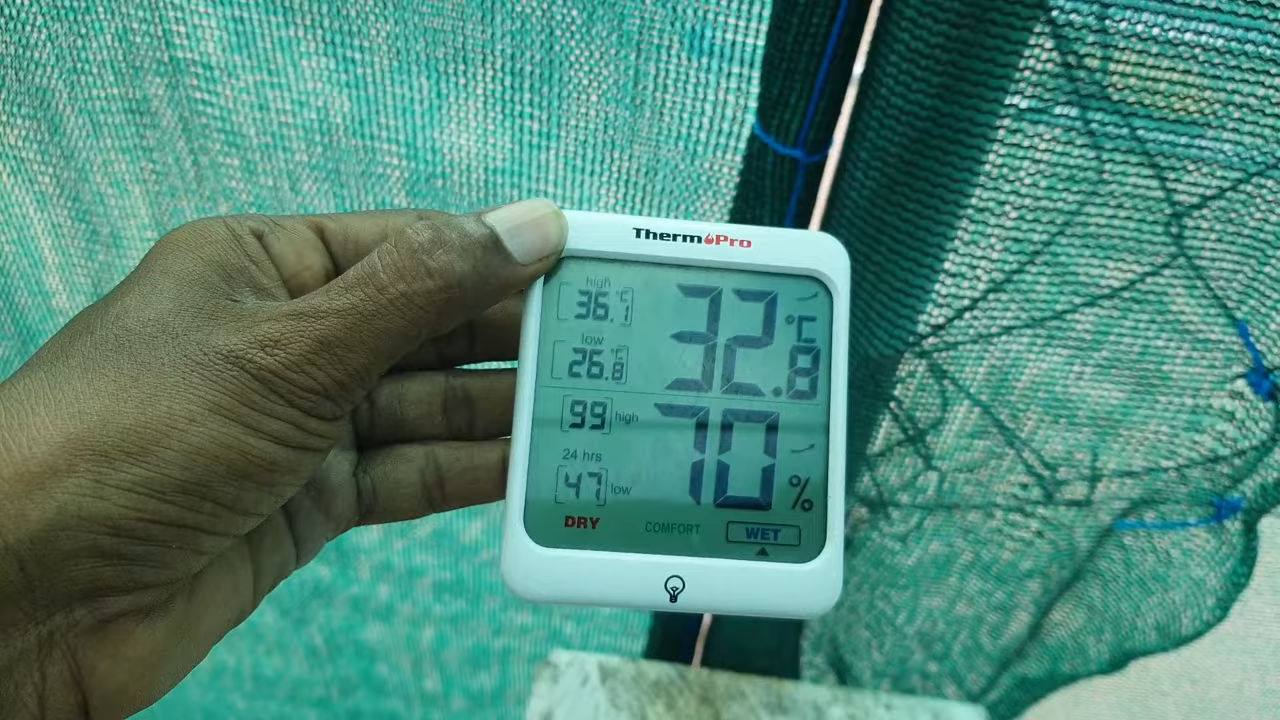 ThermoPro
high
36.1 °C
32.8 °C
low
26.8 °C
99 high
70 %
24 hrs
47 low
DRY COMFORT WET